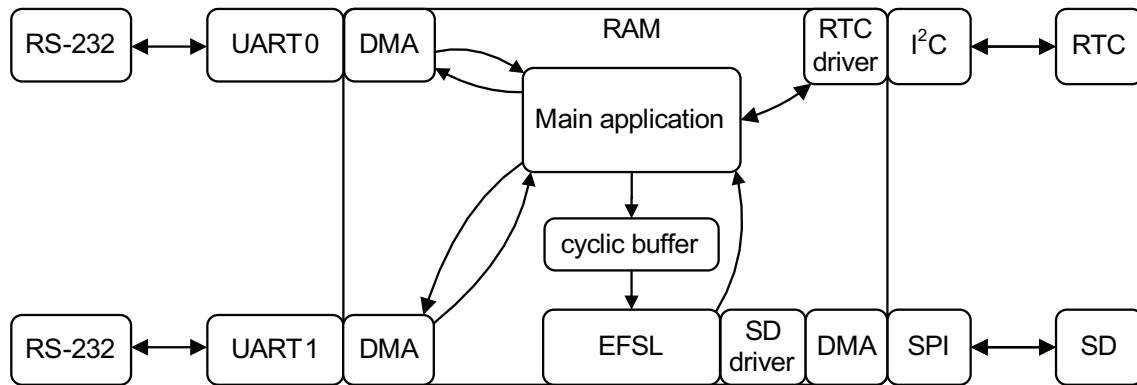 RS-232
UART0
DMA
RAM
RTC
driver
I²C
RTC
Main application
cyclic buffer
RS-232
UART1
DMA
EFSL
SD
driver
DMA
SPI
SD